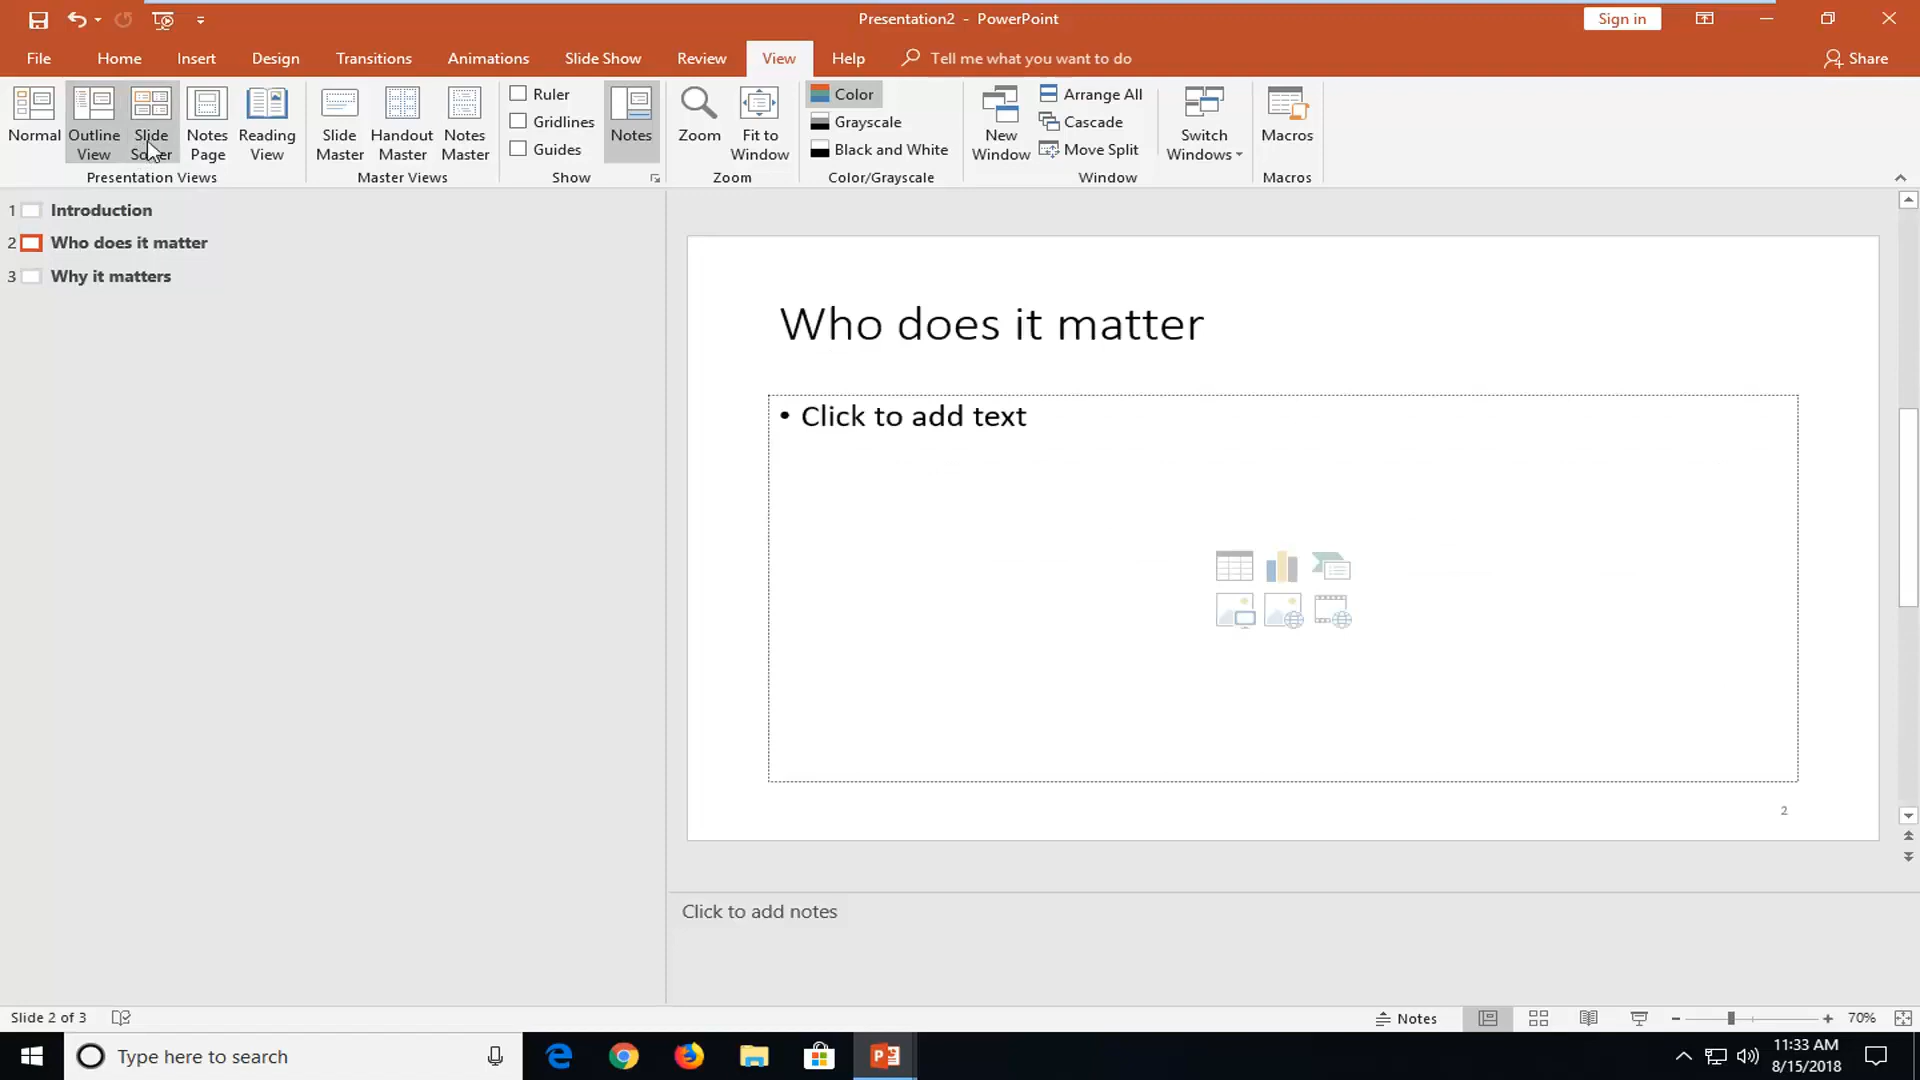 Presentation2 - PowerPoint
Sign in
File Home Insert Design Transitions Animations Slide Show Review View Help Tell me what you want to do Share
Normal
Outline View
Slide
Notes Page
Reading View
Presentation Views
Slide Master
Handout Master
Notes Master
Master Views
Ruler
Gridlines
Guides
Show
Notes
Zoom
Fit to Window
Zoom
Color
Grayscale
Black and White
Color/Grayscale
New Window
Arrange All
Cascade
Move Split
Window
Switch Windows
Macros
Macros
1 Introduction
2 Who does it matter
3 Why it matters
Who does it matter
• Click to add text
2
Click to add notes
Slide 2 of 3
Notes
70%
Type here to search
11:33 AM
8/15/2018